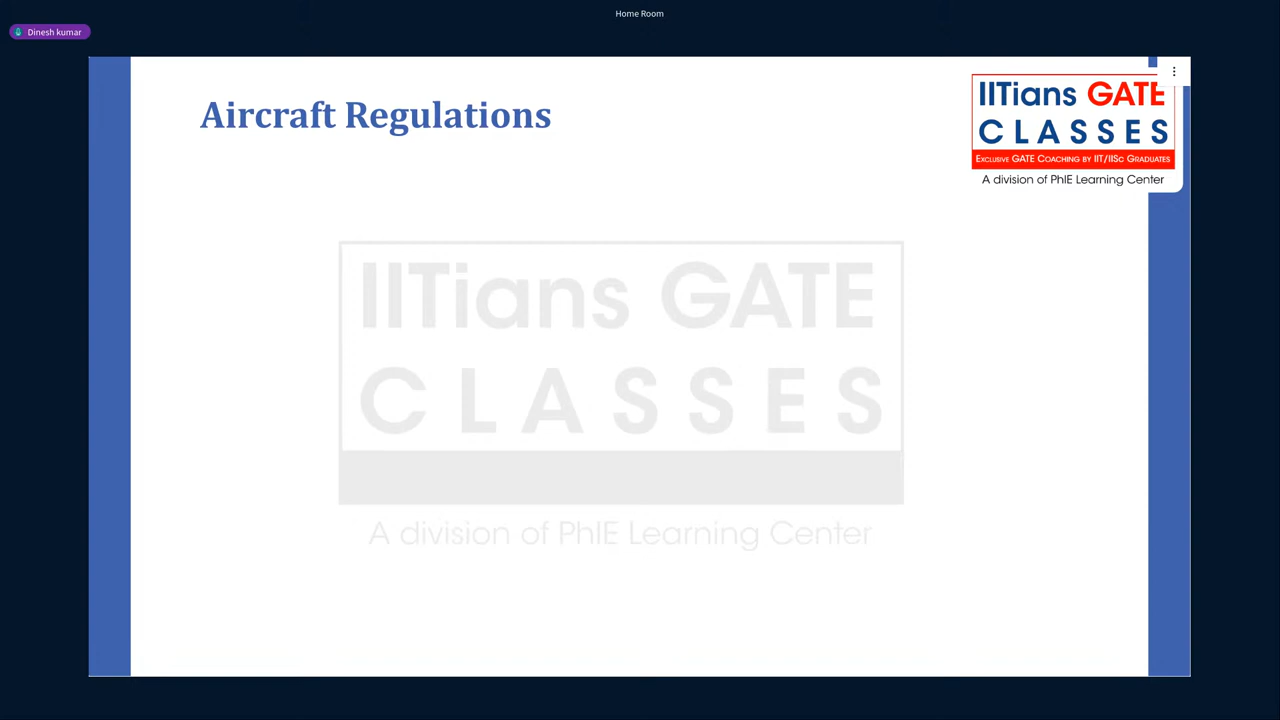 Home Room
Dinesh kumar
Aircraft Regulations
IITians GATE
CLASSES
EXCLUSIVE GATE COACHING BY IIT/IISC GRADUATES
A division of PhIE Learning Center
IITians GATE
CLASSES
A division of PhIE Learning Center